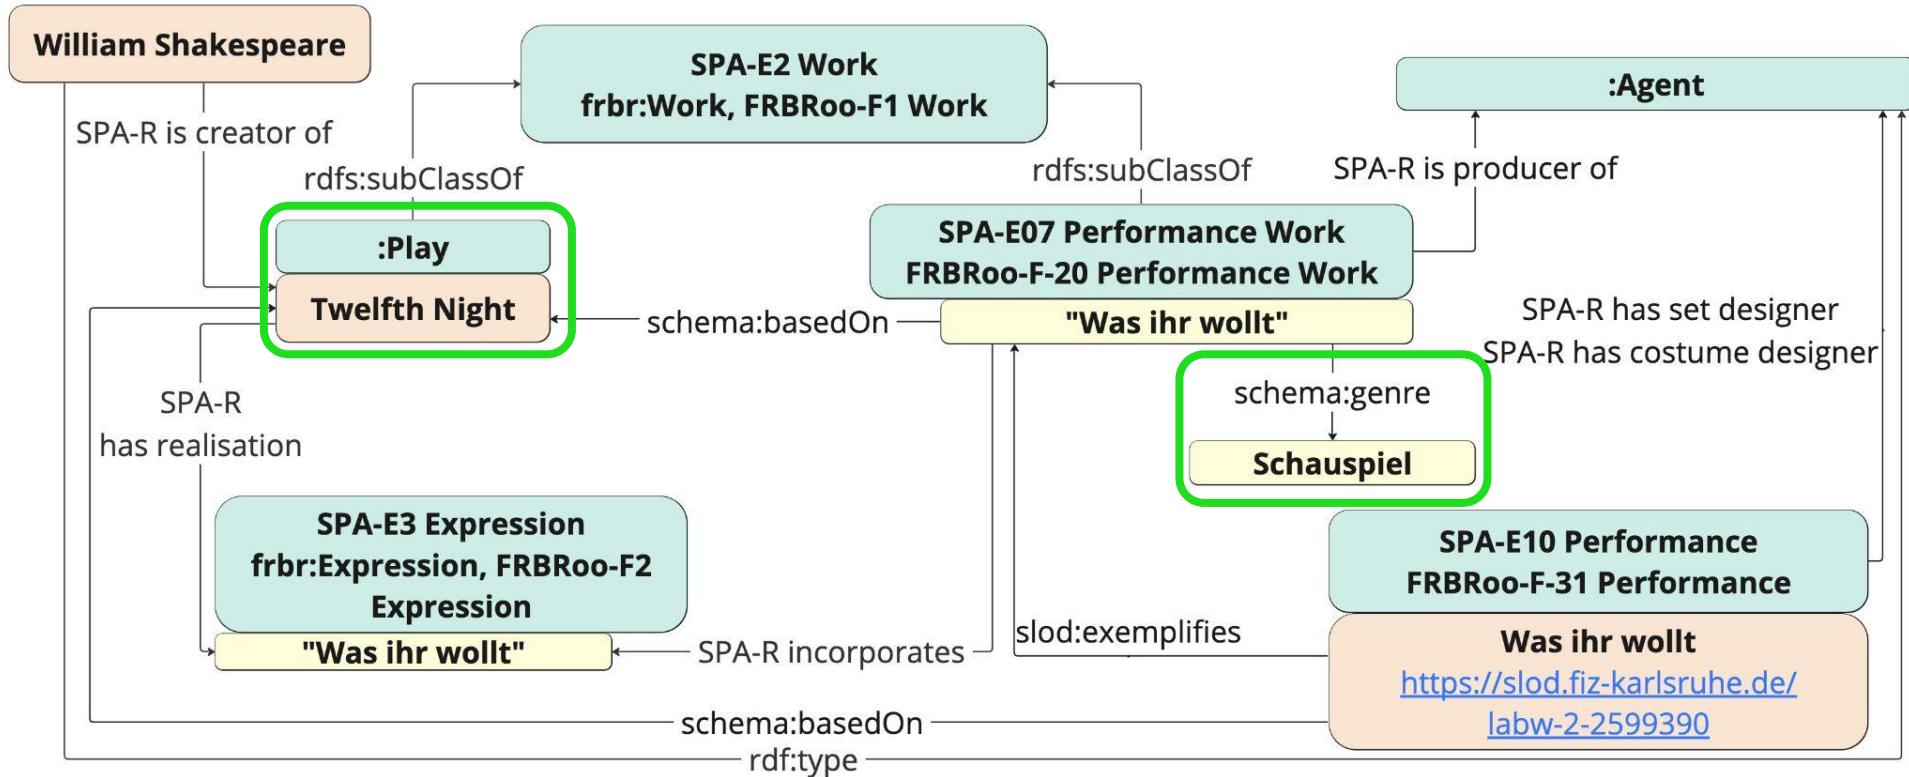 William Shakespeare
SPA-E2 Work
frbr:Work, FRBRoo-F1 Work
:Agent
SPA-R is creator of
rdfs:subClassOf
rdfs:subClassOf
SPA-R is producer of
:Play
Twelfth Night
SPA-E07 Performance Work
FRBRoo-F-20 Performance Work
"Was ihr wollt"
schema:basedOn
SPA-R has set designer
SPA-R has costume designer
schema:genre
Schauspiel
SPA-R
has realisation
SPA-E3 Expression
frbr:Expression, FRBRoo-F2
Expression
"Was ihr wollt"
SPA-R incorporates
slod:exemplifies
SPA-E10 Performance
FRBRoo-F-31 Performance
Was ihr wollt
https://slod.fiz-karlsruhe.de/
labw-2-2599390
schema:basedOn
rdf:type